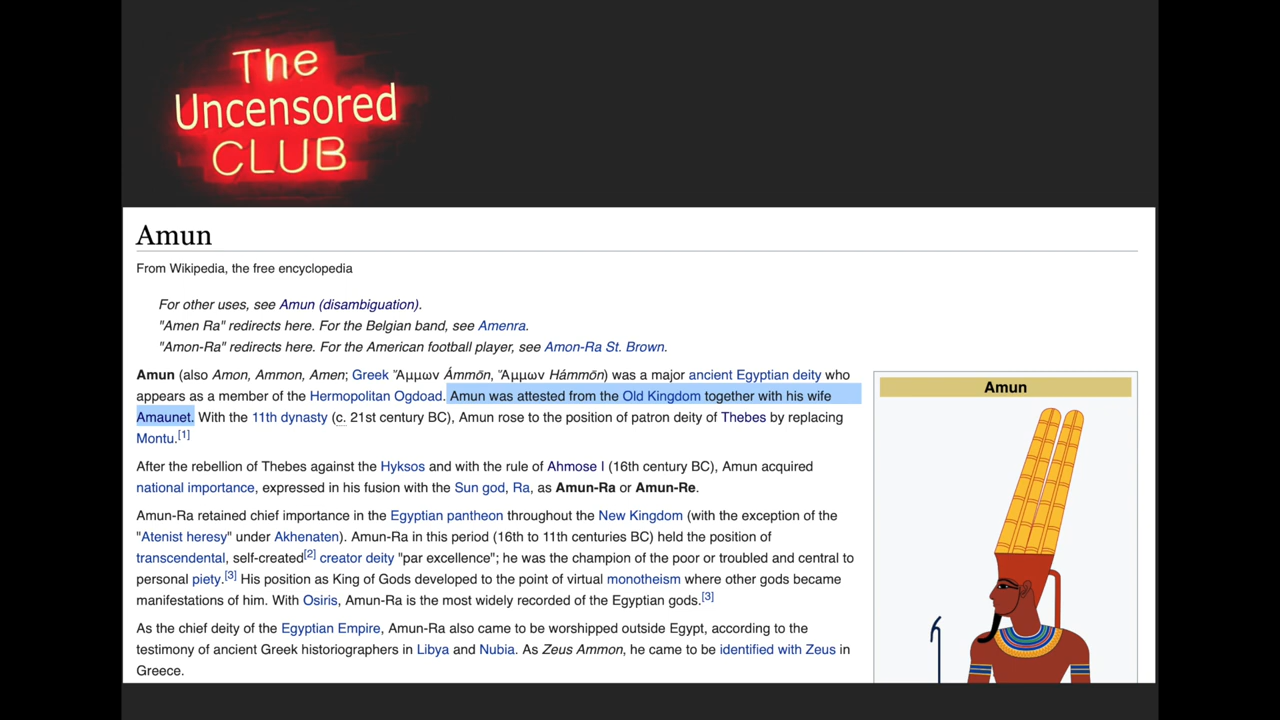 The
Uncensored
CLUB
Amun
From Wikipedia, the free encyclopedia
For other uses, see Amun (disambiguation).
"Amen Ra" redirects here. For the Belgian band, see Amenra.
"Amon-Ra" redirects here. For the American football player, see Amon-Ra St. Brown.
Amun (also Amon, Ammon, Amen; Greek Ἄμμων Ámmōn, Ἅμμων Hámmōn) was a major ancient Egyptian deity who
appears as a member of the Hermopolitan Ogdoad. Amun was attested from the Old Kingdom together with his wife
Amaunet. With the 11th dynasty (c. 21st century BC), Amun rose to the position of patron deity of Thebes by replacing
Montu.[1]
After the rebellion of Thebes against the Hyksos and with the rule of Ahmose I (16th century BC), Amun acquired
national importance, expressed in his fusion with the Sun god, Ra, as Amun-Ra or Amun-Re.
Amun-Ra retained chief importance in the Egyptian pantheon throughout the New Kingdom (with the exception of the
"Atenist heresy" under Akhenaten). Amun-Ra in this period (16th to 11th centuries BC) held the position of
transcendental, self-created[2] creator deity "par excellence"; he was the champion of the poor or troubled and central to
personal piety.[3] His position as King of Gods developed to the point of virtual monotheism where other gods became
manifestations of him. With Osiris, Amun-Ra is the most widely recorded of the Egyptian gods.[3]
As the chief deity of the Egyptian Empire, Amun-Ra also came to be worshipped outside Egypt, according to the
testimony of ancient Greek historiographers in Libya and Nubia. As Zeus Ammon, he came to be identified with Zeus in
Greece.
Amun